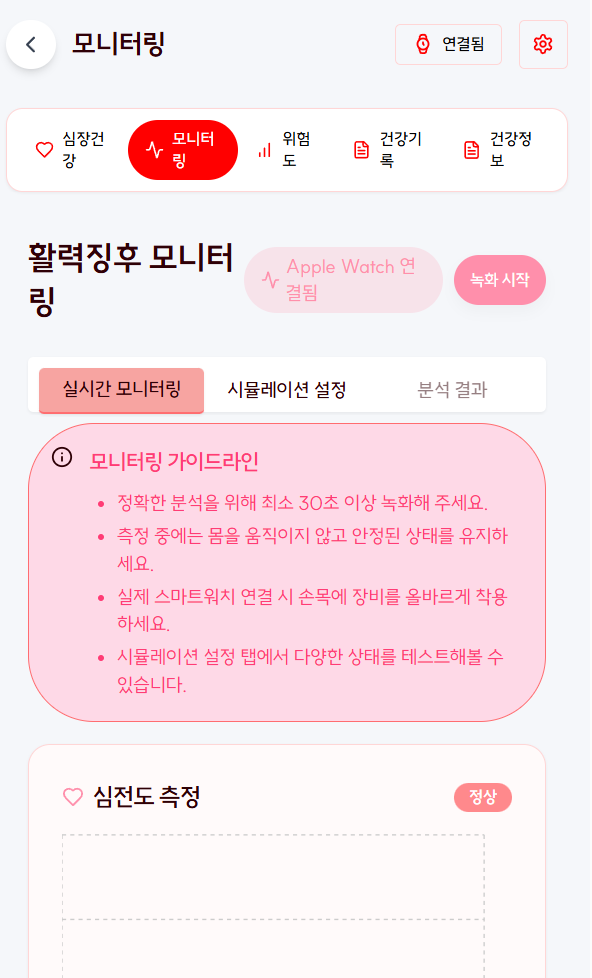 모니터링
연결됨
심장건
강
모니터
링
위험
도
건강기
록
건강정
보
활력징후 모니터
링
Apple Watch 연
결됨
녹화 시작
실시간 모니터링
시뮬레이션 설정
분석 결과
모니터링 가이드라인
• 정확한 분석을 위해 최소 30초 이상 녹화해 주세요.
• 측정 중에는 몸을 움직이지 않고 안정된 상태를 유지하
세요.
• 실제 스마트워치 연결 시 손목에 장비를 올바르게 착용
하세요.
• 시뮬레이션 설정 탭에서 다양한 상태를 테스트해볼 수
있습니다.
심전도 측정
정상